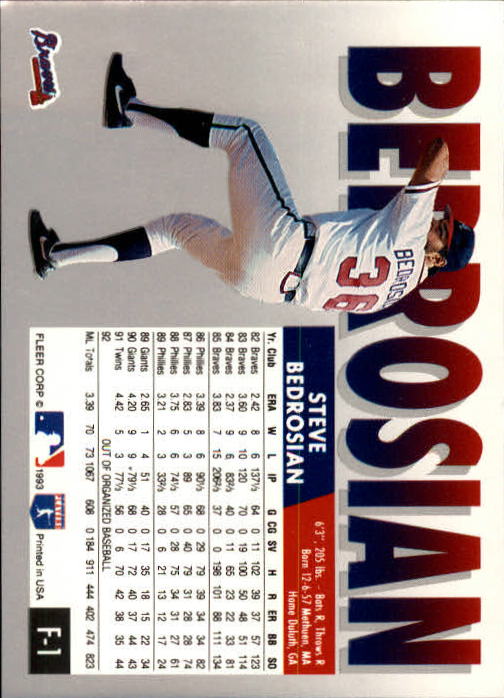 BEDROSIAN
BEDROSIAN
36
STEVE
BEDROSIAN
6'3", 205 lbs. - Bats R, Throws R
Born 12-6-57 Methuen, MA
Home Duluth, GA
Yr. Club ERA W L IP G CG SV H R ER BB SO
82 Braves 2.42 8 6 137⅔ 64 0 11 102 39 37 57 123
83 Braves 3.60 9 10 120 70 0 19 100 50 48 51 114
84 Braves 2.37 9 6 83⅔ 40 0 11 65 23 22 33 81
85 Braves 3.83 7 15 206⅔ 37 0 0 198 101 88 111 134
86 Phillies 3.39 8 6 90⅓ 68 0 29 79 39 34 34 82
87 Phillies 2.83 5 3 89 65 0 40 79 31 28 28 74
88 Phillies 3.75 6 6 74⅓ 57 0 28 75 34 31 27 61
89 Phillies 3.21 2 3 33⅔ 28 0 6 21 13 12 17 24
89 Giants 2.65 1 4 51 40 0 17 35 18 15 22 34
90 Giants 4.20 9 9 *79⅓ 68 0 17 72 40 37 44 43
91 Twins 4.42 5 3 77⅓ 56 0 6 70 42 38 35 44
92 OUT OF ORGANIZED BASEBALL
ML Totals 3.39 70 73 1067 608 0 184 911 444 402 474 823
Braves
FLEER CORP © 1993 Printed in USA F-1